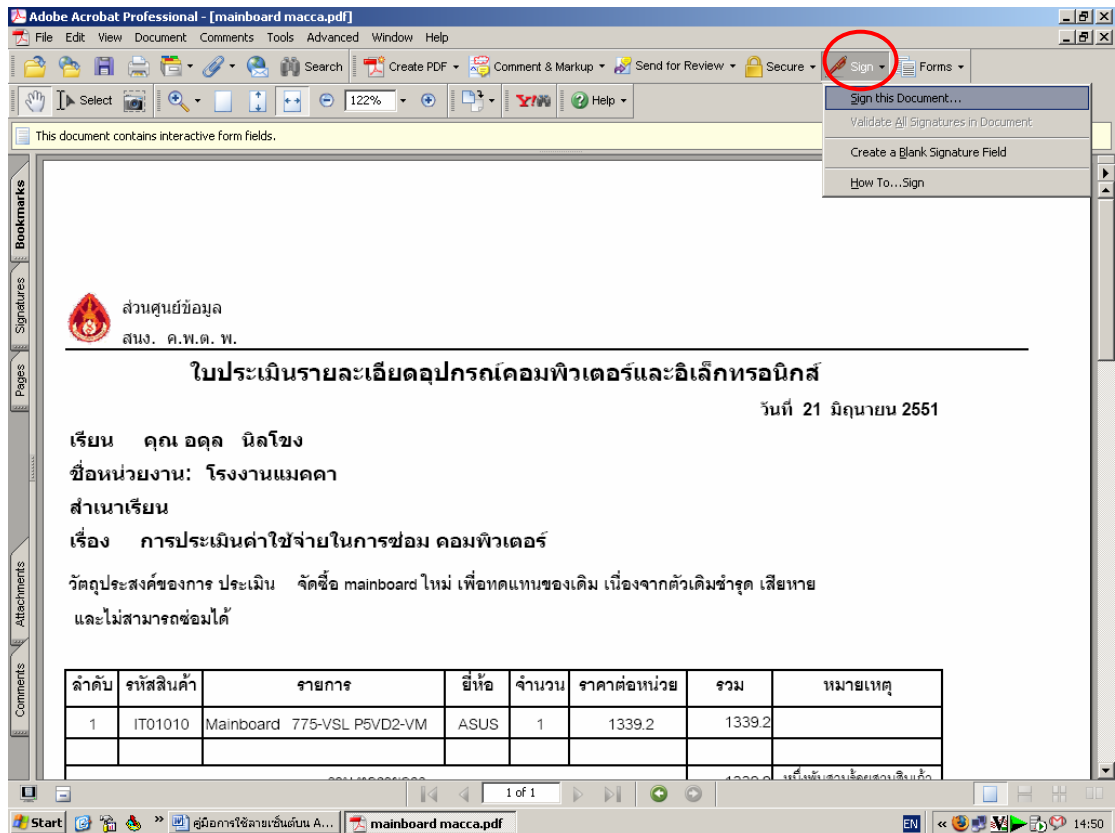 Adobe Acrobat Professional - [mainboard macca.pdf]
File Edit View Document Comments Tools Advanced Window Help
Search Create PDF Comment & Markup Send for Review Secure Sign Forms
Select 122% Y! Help
Sign this Document...
This document contains interactive form fields.
Validate All Signatures in Document
Create a Blank Signature Field
How To...Sign
Bookmarks
Signatures
Pages
Attachments
Comments
ส่วนศูนย์ข้อมูล
สนง. ค.พ.ต. พ.
ใบประเมินรายละเอียดอุปกรณ์คอมพิวเตอร์และอิเล็กทรอนิกส์
วันที่ 21 มิถุนายน 2551
เรียน คุณ อดุล นิลโขง
ชื่อหน่วยงาน: โรงงานแมคคา
สำเนาเรียน
เรื่อง การประเมินค่าใช้จ่ายในการซ่อม คอมพิวเตอร์
วัตถุประสงค์ของการ ประเมิน จัดซื้อ mainboard ใหม่ เพื่อทดแทนของเดิม เนื่องจากตัวเดิมชำรุด เสียหาย
และไม่สามารถซ่อมได้
ลำดับ รหัสสินค้า รายการ ยี่ห้อ จำนวน ราคาต่อหน่วย รวม หมายเหตุ
1 IT01010 Mainboard 775-VSL P5VD2-VM ASUS 1 1339.2 1339.2
1 of 1
Start คู่มือการใช้ลายเซ็นต์บน A... mainboard macca.pdf EN 14:50